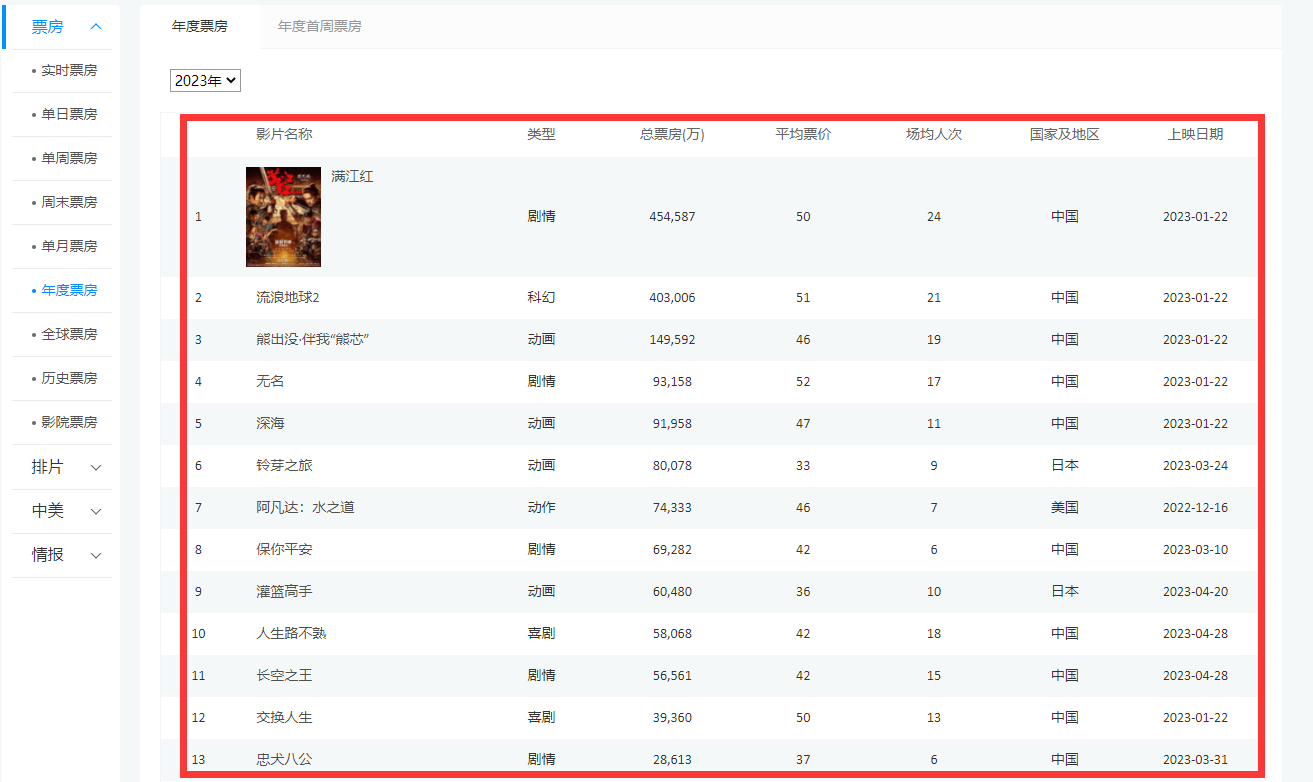 票房
• 实时票房
• 单日票房
• 单周票房
• 周末票房
• 单月票房
• 年度票房
• 全球票房
• 历史票房
• 影院票房
排片
中美
情报
年度票房 年度首周票房
2023年
影片名称 类型 总票房(万) 平均票价 场均人次 国家及地区 上映日期
1 满江红 剧情 454,587 50 24 中国 2023-01-22
2 流浪地球2 科幻 403,006 51 21 中国 2023-01-22
3 熊出没·伴我“熊芯” 动画 149,592 46 19 中国 2023-01-22
4 无名 剧情 93,158 52 17 中国 2023-01-22
5 深海 动画 91,958 47 11 中国 2023-01-22
6 铃芽之旅 动画 80,078 33 9 日本 2023-03-24
7 阿凡达：水之道 动作 74,333 46 7 美国 2022-12-16
8 保你平安 剧情 69,282 42 6 中国 2023-03-10
9 灌篮高手 动画 60,480 36 10 日本 2023-04-20
10 人生路不熟 喜剧 58,068 42 18 中国 2023-04-28
11 长空之王 剧情 56,561 42 15 中国 2023-04-28
12 交换人生 喜剧 39,360 50 13 中国 2023-01-22
13 忠犬八公 剧情 28,613 37 6 中国 2023-03-31